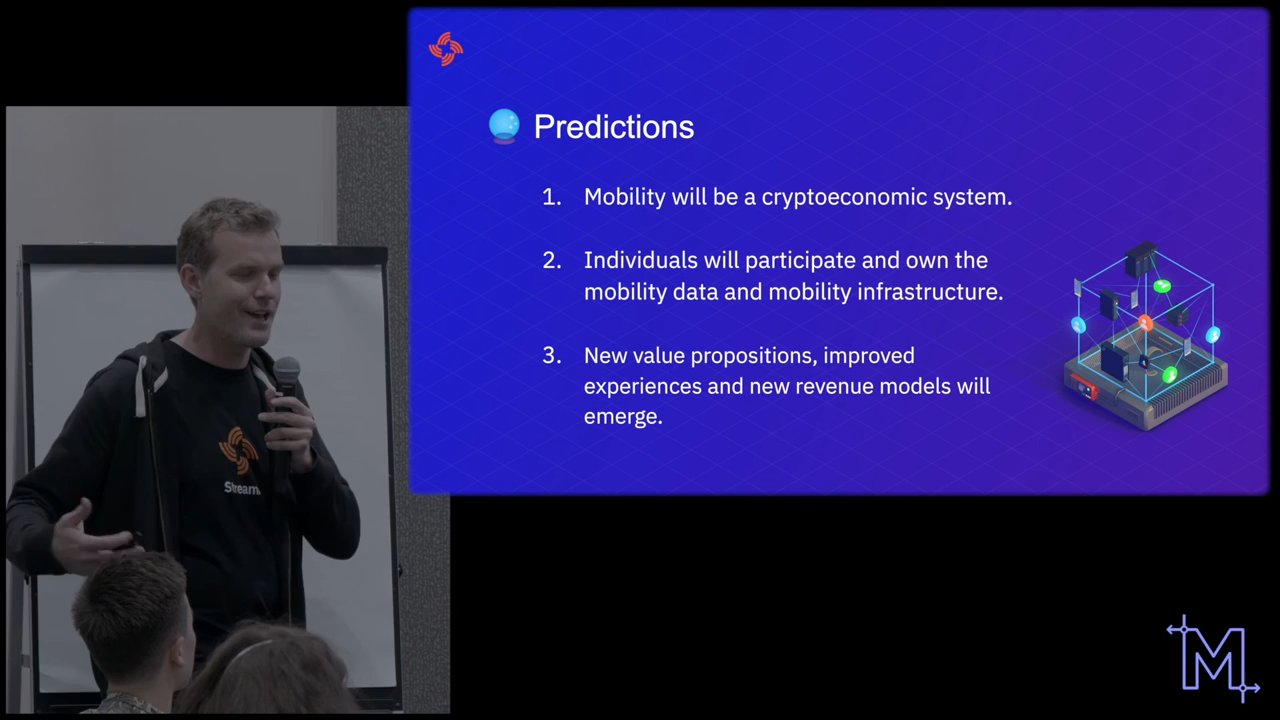 Predictions
1. Mobility will be a cryptoeconomic system.
2. Individuals will participate and own the
mobility data and mobility infrastructure.
3. New value propositions, improved
experiences and new revenue models will
emerge.
Stream
M